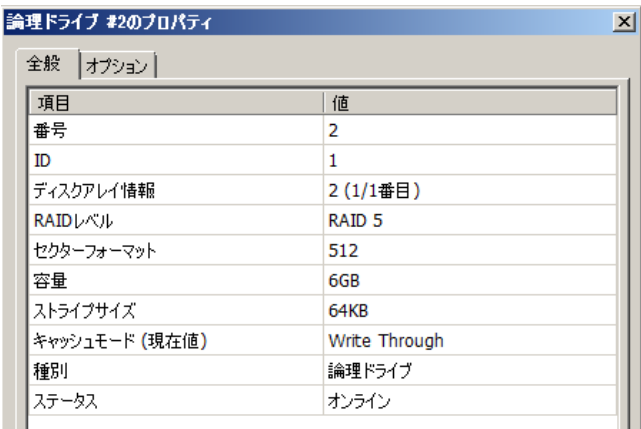 論理ドライブ #2のプロパティ
全般 オプション
項目 値
番号 2
ID 1
ディスクアレイ情報 2 (1/1番目)
RAIDレベル RAID 5
セクターフォーマット 512
容量 6GB
ストライプサイズ 64KB
キャッシュモード (現在値) Write Through
種別 論理ドライブ
ステータス オンライン